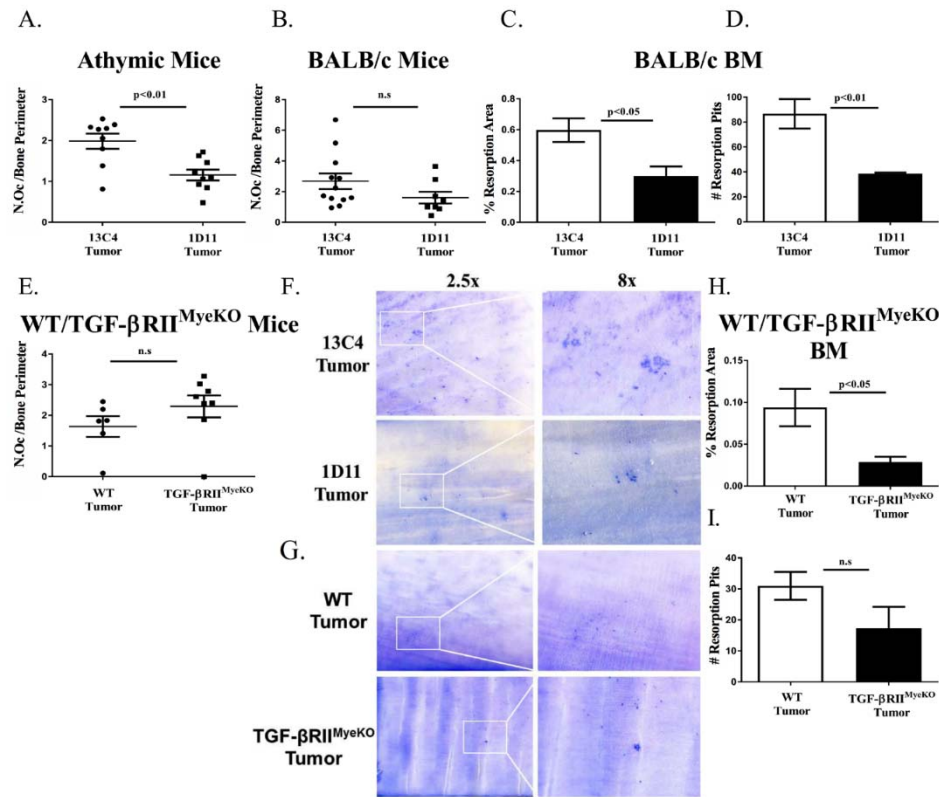 A.
Athymic Mice
p<0.01
N.Oc /Bone Perimeter
3
2
1
0
13C4
Tumor
1D11
Tumor
B.
BALB/c Mice
n.s
N.Oc /Bone Perimeter
8
6
4
2
0
13C4
Tumor
1D11
Tumor
C.
D.
BALB/c BM
p<0.05
% Resorption Area
0.8
0.6
0.4
0.2
0.0
13C4
Tumor
1D11
Tumor
p<0.01
# Resorption Pits
100
80
60
40
20
0
13C4
Tumor
1D11
Tumor
E.
WT/TGF-βRII^MyeKO Mice
n.s
N.Oc /Bone Perimeter
4
3
2
1
0
WT
Tumor
TGF-βRII^MyeKO
Tumor
F.
2.5x
8x
13C4
Tumor
1D11
Tumor
G.
WT
Tumor
TGF-βRII^MyeKO
Tumor
H.
WT/TGF-βRII^MyeKO
BM
p<0.05
% Resorption Area
0.15
0.10
0.05
0.00
WT
Tumor
TGF-βRII^MyeKO
Tumor
I.
n.s
# Resorption Pits
40
30
20
10
0
WT
Tumor
TGF-βRII^MyeKO
Tumor